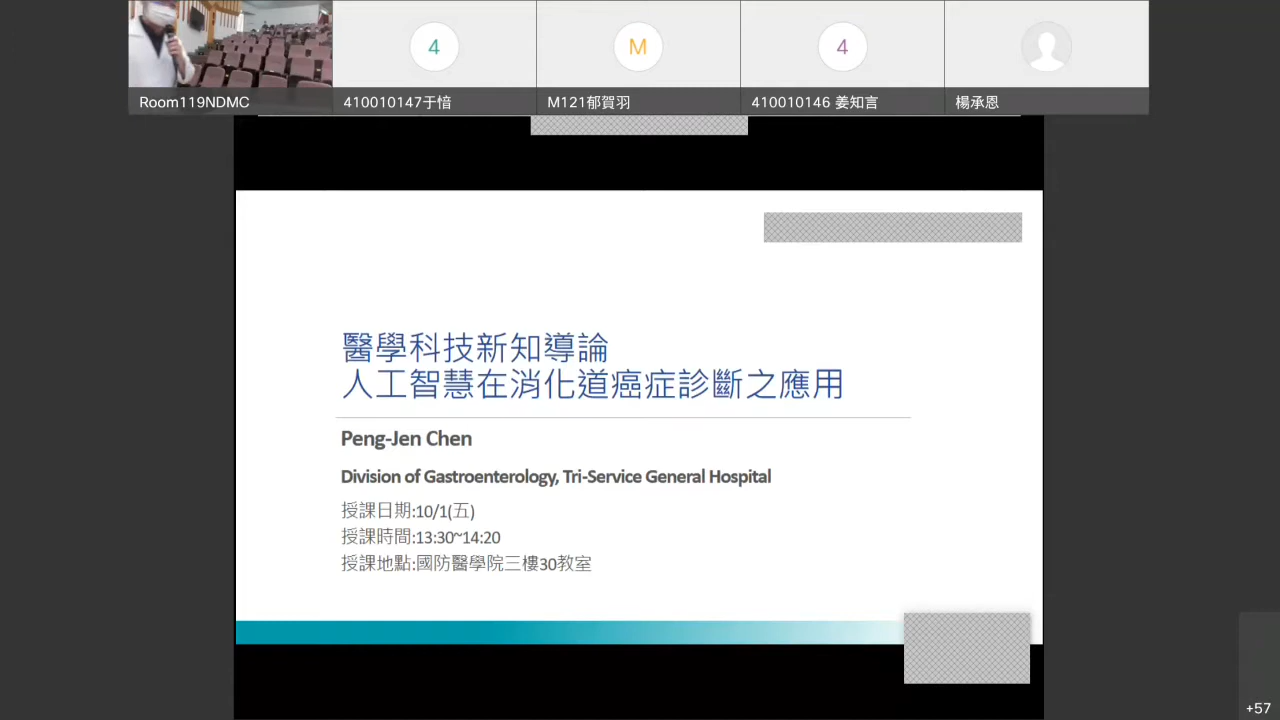 4
M
4
Room119NDMC
410010147于愔
M121郁賀羽
410010146 姜知言
楊承恩
醫學科技新知導論
人工智慧在消化道癌症診斷之應用
Peng-Jen Chen
Division of Gastroenterology, Tri-Service General Hospital
授課日期:10/1(五)
授課時間:13:30~14:20
授課地點:國防醫學院三樓30教室
+57